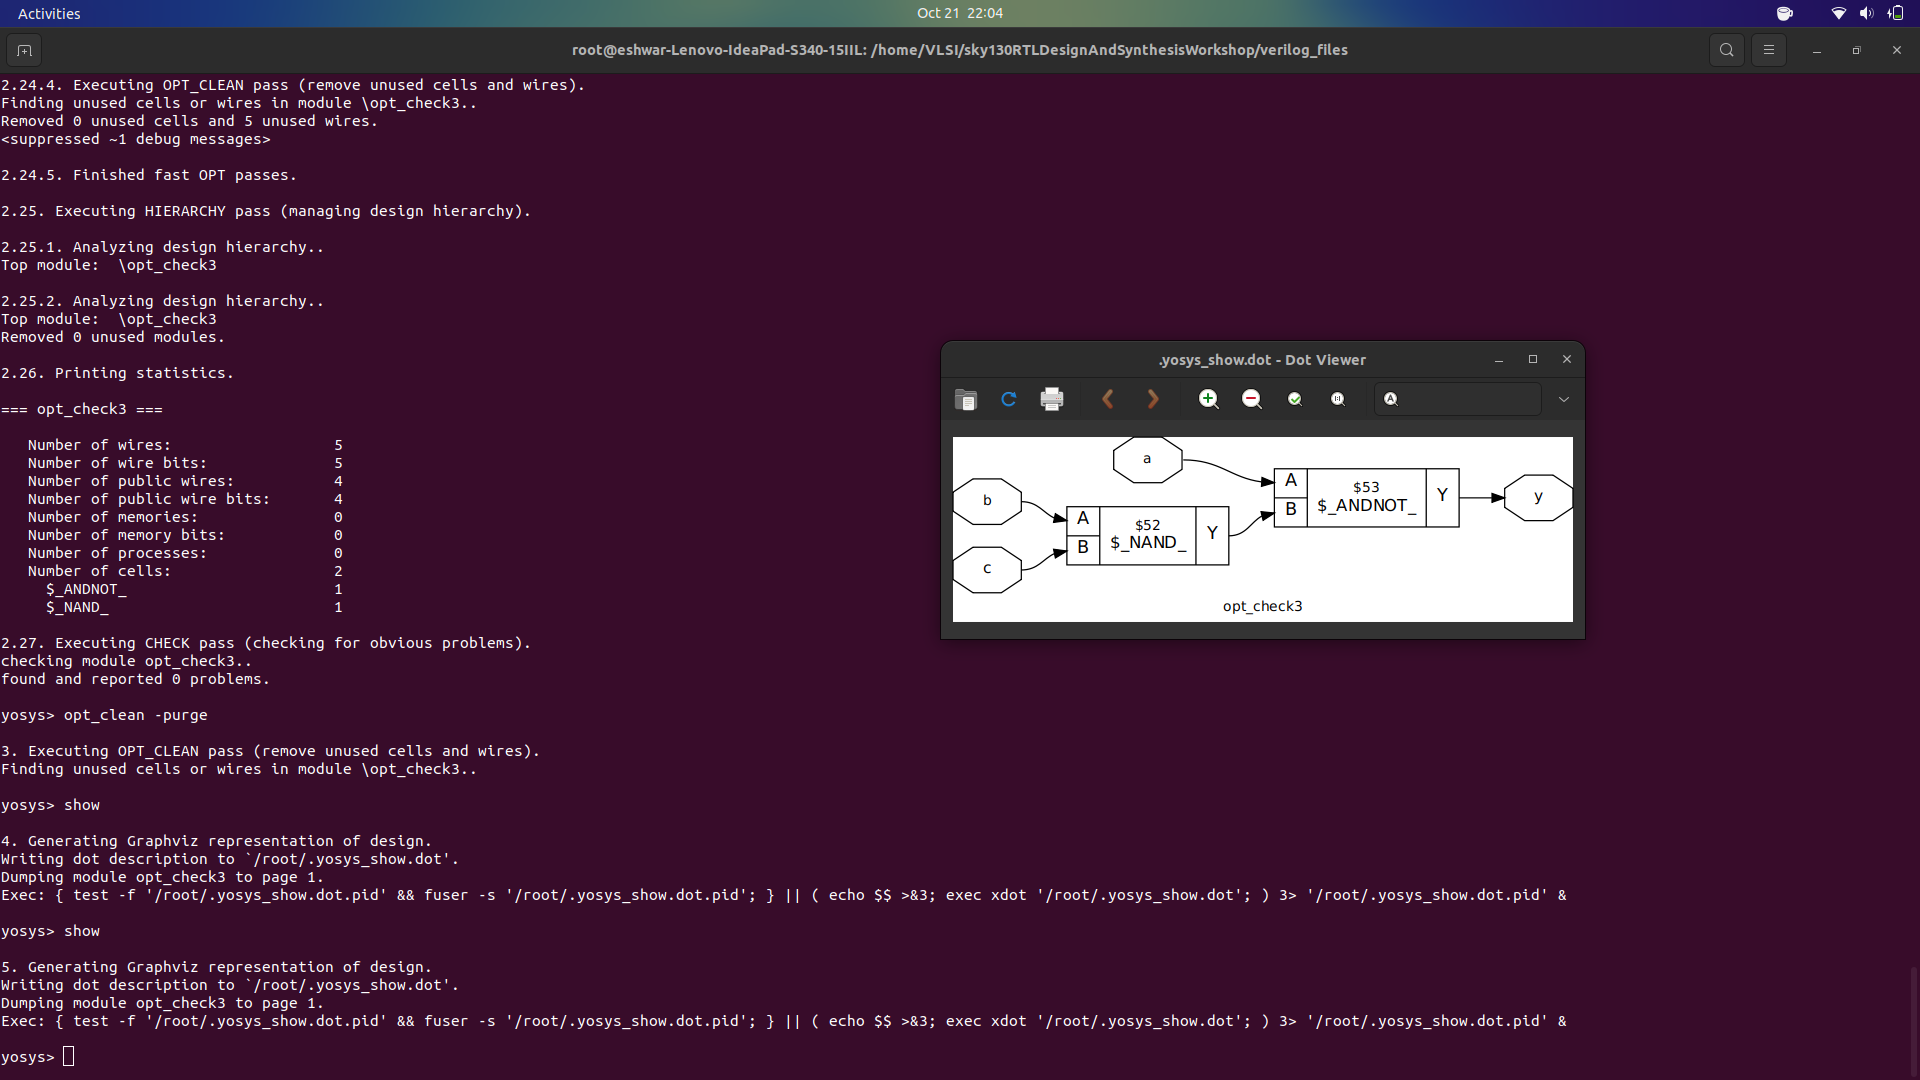 Activities
Oct 21  22:04
root@eshwar-Lenovo-IdeaPad-S340-15IIL: /home/VLSI/sky130RTLDesignAndSynthesisWorkshop/verilog_files
2.24.4. Executing OPT_CLEAN pass (remove unused cells and wires).
Finding unused cells or wires in module \opt_check3..
Removed 0 unused cells and 5 unused wires.
<suppressed ~1 debug messages>
2.24.5. Finished fast OPT passes.
2.25. Executing HIERARCHY pass (managing design hierarchy).
2.25.1. Analyzing design hierarchy..
Top module:  \opt_check3
2.25.2. Analyzing design hierarchy..
Top module:  \opt_check3
Removed 0 unused modules.
2.26. Printing statistics.
=== opt_check3 ===
Number of wires: 5
Number of wire bits: 5
Number of public wires: 4
Number of public wire bits: 4
Number of memories: 0
Number of memory bits: 0
Number of processes: 0
Number of cells: 2
$_ANDNOT_ 1
$_NAND_ 1
2.27. Executing CHECK pass (checking for obvious problems).
checking module opt_check3..
found and reported 0 problems.
yosys> opt_clean -purge
3. Executing OPT_CLEAN pass (remove unused cells and wires).
Finding unused cells or wires in module \opt_check3..
yosys> show
4. Generating Graphviz representation of design.
Writing dot description to `/root/.yosys_show.dot'.
Dumping module opt_check3 to page 1.
Exec: { test -f '/root/.yosys_show.dot.pid' && fuser -s '/root/.yosys_show.dot.pid'; } || ( echo $$ >&3; exec xdot '/root/.yosys_show.dot'; ) 3> '/root/.yosys_show.dot.pid' &
yosys> show
5. Generating Graphviz representation of design.
Writing dot description to `/root/.yosys_show.dot'.
Dumping module opt_check3 to page 1.
Exec: { test -f '/root/.yosys_show.dot.pid' && fuser -s '/root/.yosys_show.dot.pid'; } || ( echo $$ >&3; exec xdot '/root/.yosys_show.dot'; ) 3> '/root/.yosys_show.dot.pid' &
yosys>
.yosys_show.dot - Dot Viewer
a
b
c
A
B
$52
$_NAND_
Y
A
B
$53
$_ANDNOT_
Y
y
opt_check3